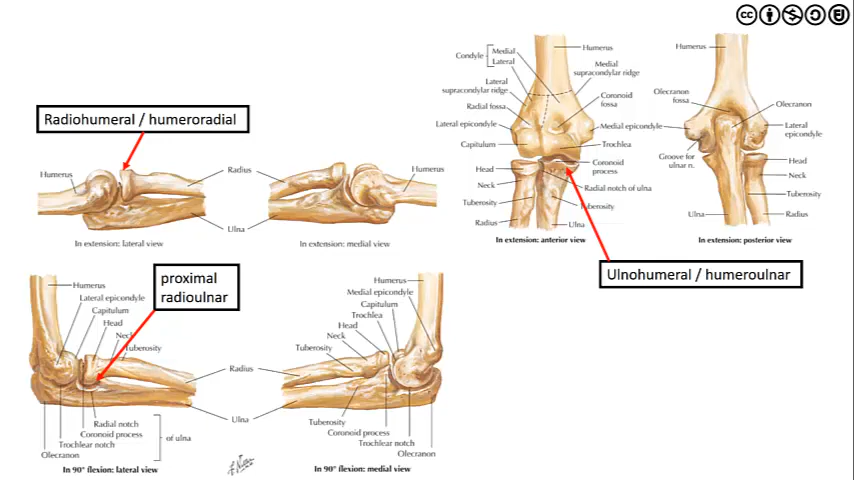 Radiohumeral / humeroradial
Humerus
Radius
Ulna
Humerus
In extension: lateral view
In extension: medial view
Condyle
Medial
Lateral
Humerus
Medial
supracondylar ridge
Lateral
supracondylar ridge
Coronoid
fossa
Radial fossa
Lateral epicondyle
Medial epicondyle
Capitulum
Trochlea
Head
Coronoid
process
Neck
Radial notch of ulna
Tuberosity
Tuberosity
Radius
Ulna
In extension: anterior view
Humerus
Olecranon
fossa
Olecranon
Lateral
epicondyle
Groove for
ulnar n.
Head
Neck
Tuberosity
Ulna
Radius
In extension: posterior view
Ulnohumeral / humeroulnar
proximal
radioulnar
Humerus
Lateral epicondyle
Capitulum
Head
Neck
Tuberosity
Radius
Ulna
Radial notch
Coronoid process
Trochlear notch
Olecranon
of ulna
In 90° flexion: lateral view
Humerus
Medial epicondyle
Capitulum
Trochlea
Head
Neck
Tuberosity
Tuberosity
Coronoid process
Trochlear notch
Olecranon
In 90° flexion: medial view
cc